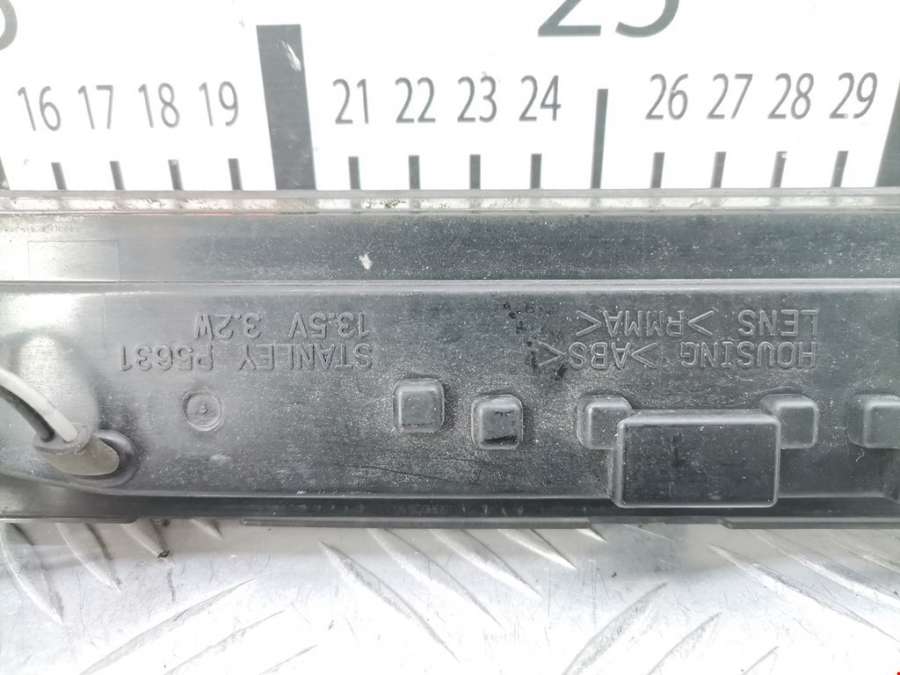 25
16 17 18 19 21 22 23 24 26 27 28 29
STANLEY P5631
13.5V 3.2W
HOUSING >ABS<
LENS >PMMA<